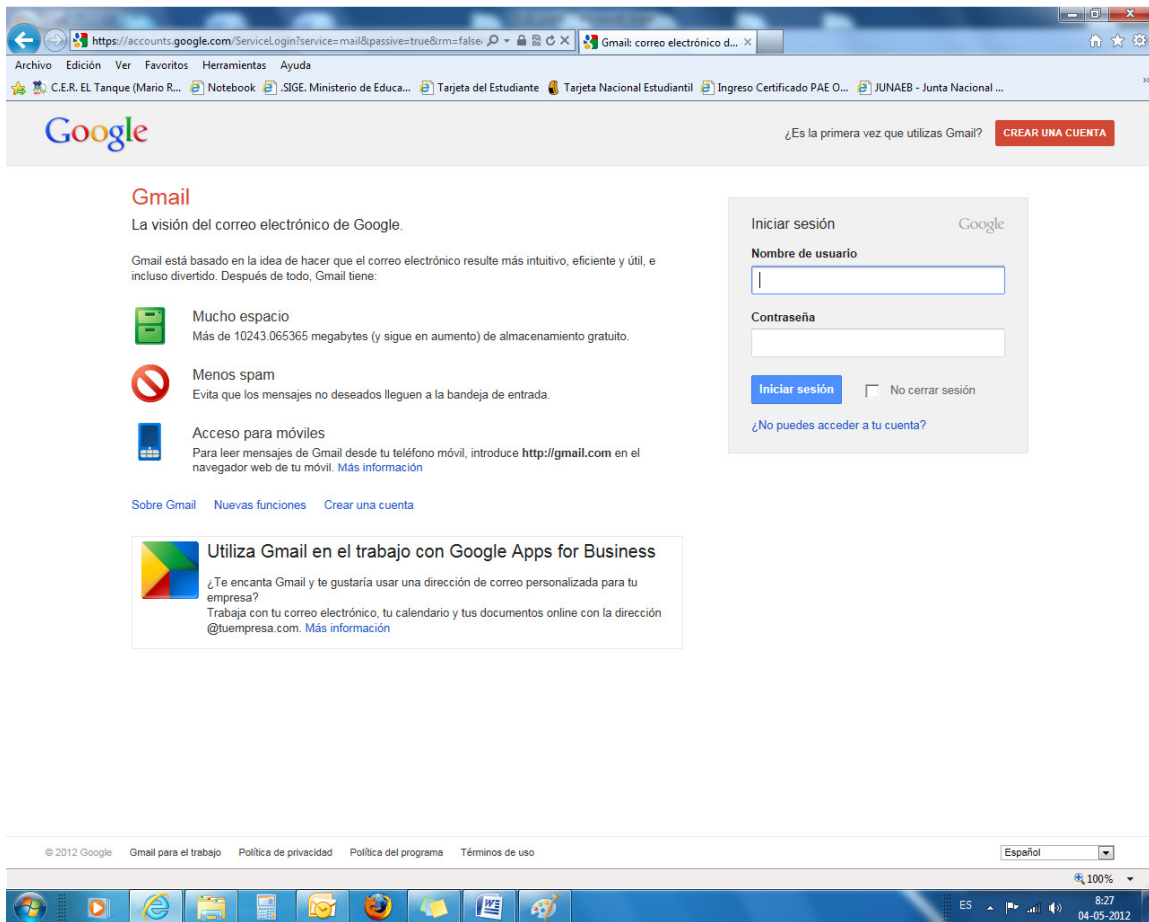 https://accounts.google.com/ServiceLogin?service=mail&passive=true&rm=false
Gmail: correo electrónico d...
Archivo Edición Ver Favoritos Herramientas Ayuda
C.E.R. EL Tanque (Mario R... Notebook .SIGE. Ministerio de Educa... Tarjeta del Estudiante Tarjeta Nacional Estudiantil Ingreso Certificado PAE O... JUNAEB - Junta Nacional ...
Google
¿Es la primera vez que utilizas Gmail? CREAR UNA CUENTA
Gmail
La visión del correo electrónico de Google.
Gmail está basado en la idea de hacer que el correo electrónico resulte más intuitivo, eficiente y útil, e
incluso divertido. Después de todo, Gmail tiene:
Mucho espacio
Más de 10243.065365 megabytes (y sigue en aumento) de almacenamiento gratuito.
Menos spam
Evita que los mensajes no deseados lleguen a la bandeja de entrada.
Acceso para móviles
Para leer mensajes de Gmail desde tu teléfono móvil, introduce http://gmail.com en el
navegador web de tu móvil. Más información
Sobre Gmail Nuevas funciones Crear una cuenta
Utiliza Gmail en el trabajo con Google Apps for Business
¿Te encanta Gmail y te gustaría usar una dirección de correo personalizada para tu
empresa?
Trabaja con tu correo electrónico, tu calendario y tus documentos online con la dirección
@tuempresa.com. Más información
Iniciar sesión Google
Nombre de usuario
Contraseña
Iniciar sesión No cerrar sesión
¿No puedes acceder a tu cuenta?
© 2012 Google Gmail para el trabajo Política de privacidad Política del programa Términos de uso
Español
100%
ES
8:27
04-05-2012